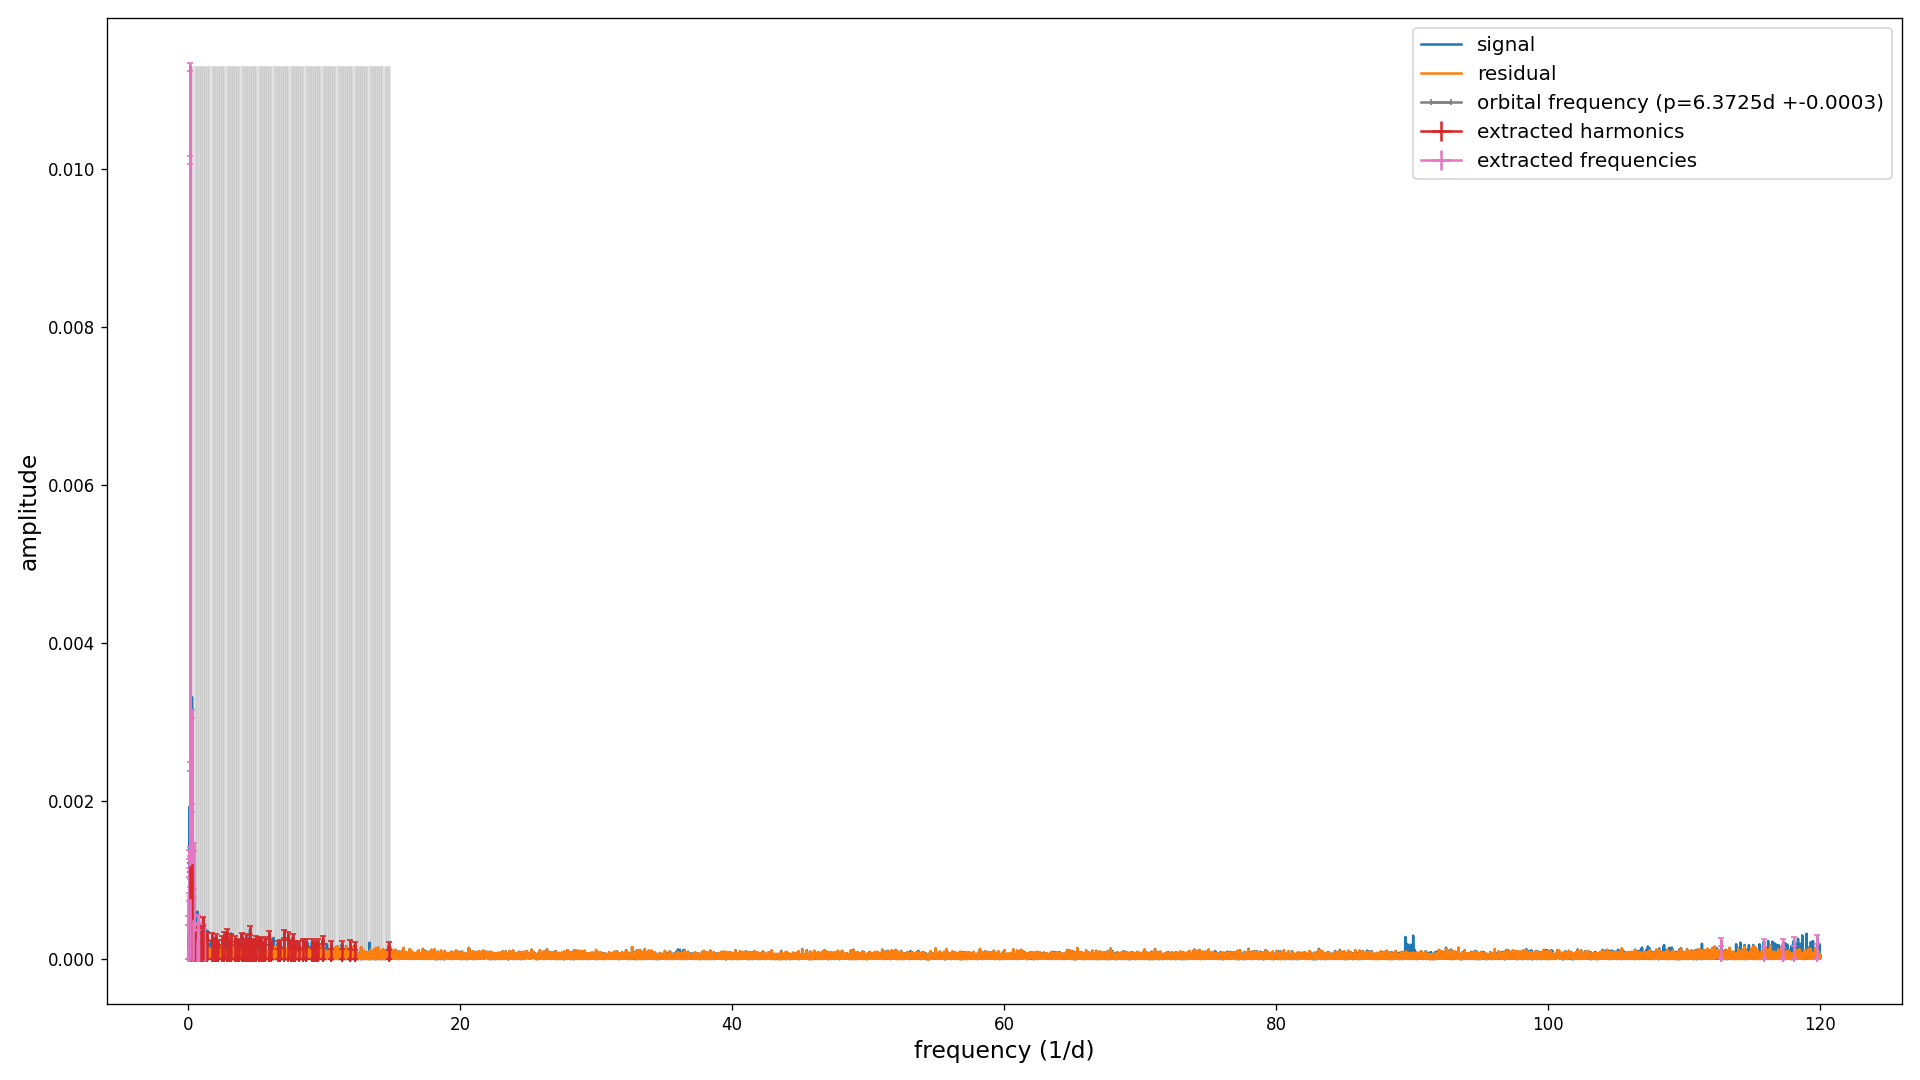 signal
residual
orbital frequency (p=6.3725d +-0.0003)
extracted harmonics
extracted frequencies
0.010
0.008
0.006
0.004
0.002
0.000
amplitude
0 20 40 60 80 100 120
frequency (1/d)